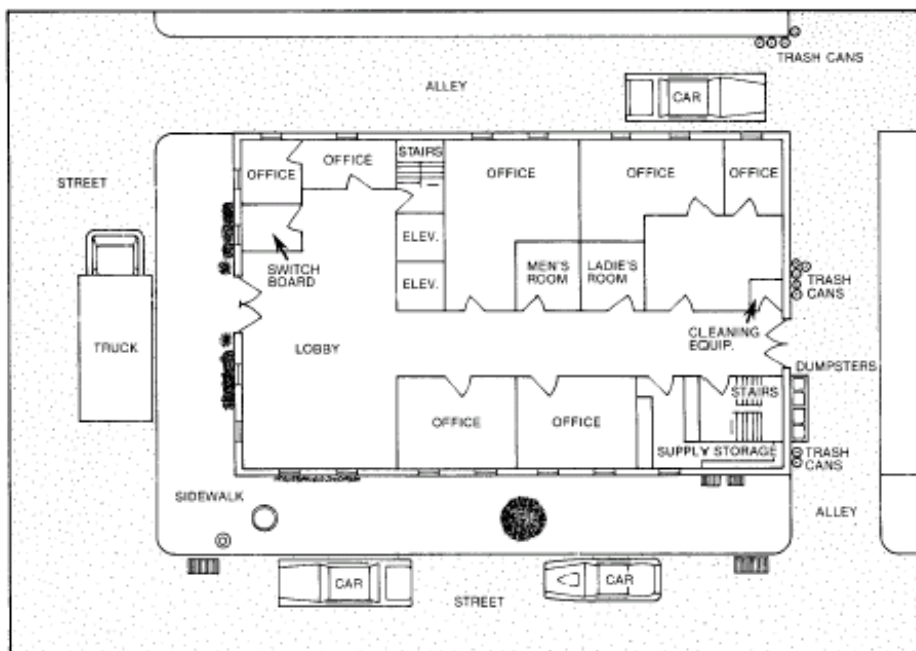 TRASH CANS
ALLEY
CAR
STREET
OFFICE
OFFICE
STAIRS
OFFICE
OFFICE
OFFICE
ELEV.
ELEV.
SWITCH
BOARD
MEN'S
ROOM
LADIE'S
ROOM
TRASH
CANS
CLEANING
EQUIP.
TRUCK
LOBBY
DUMPSTERS
OFFICE
OFFICE
STAIRS
SUPPLY STORAGE
TRASH
CANS
SIDEWALK
ALLEY
CAR
CAR
STREET